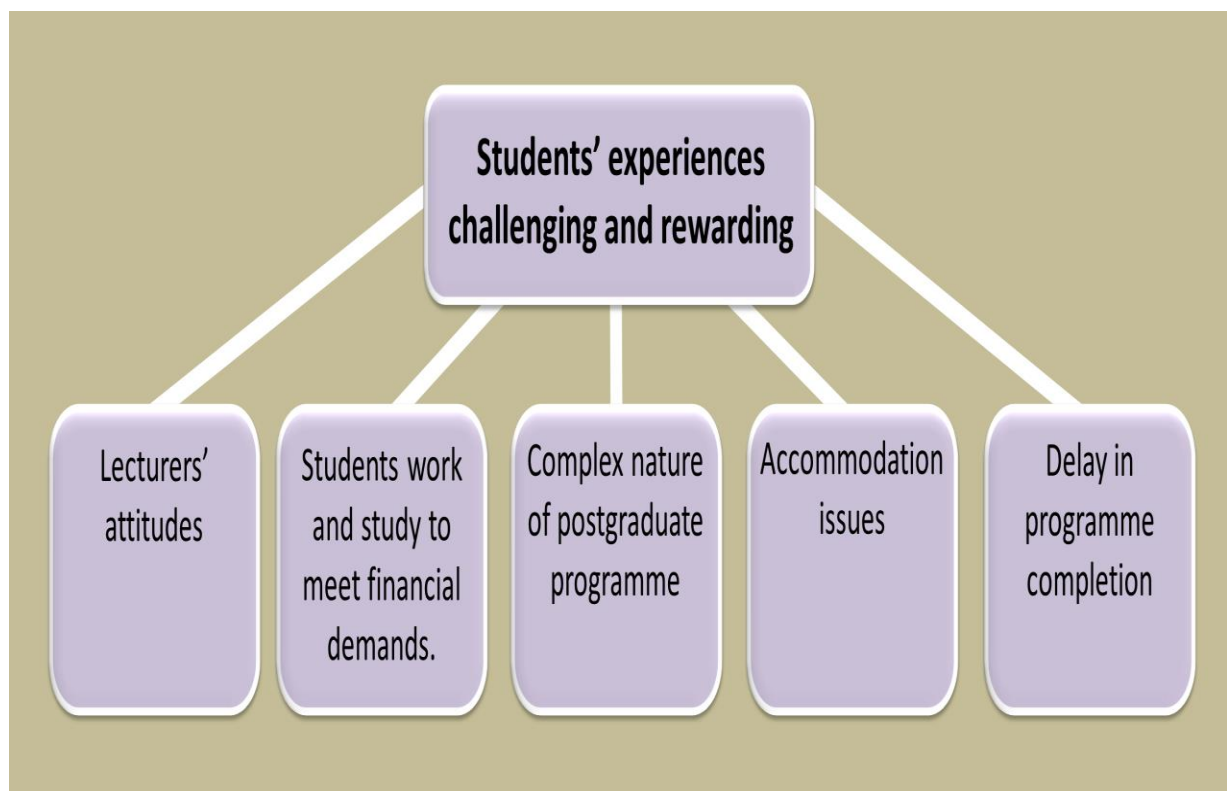 Students’ experiences
challenging and rewarding
Lecturers’
attitudes
Students work
and study to
meet financial
demands.
Complex nature
of postgraduate
programme
Accommodation
issues
Delay in
programme
completion